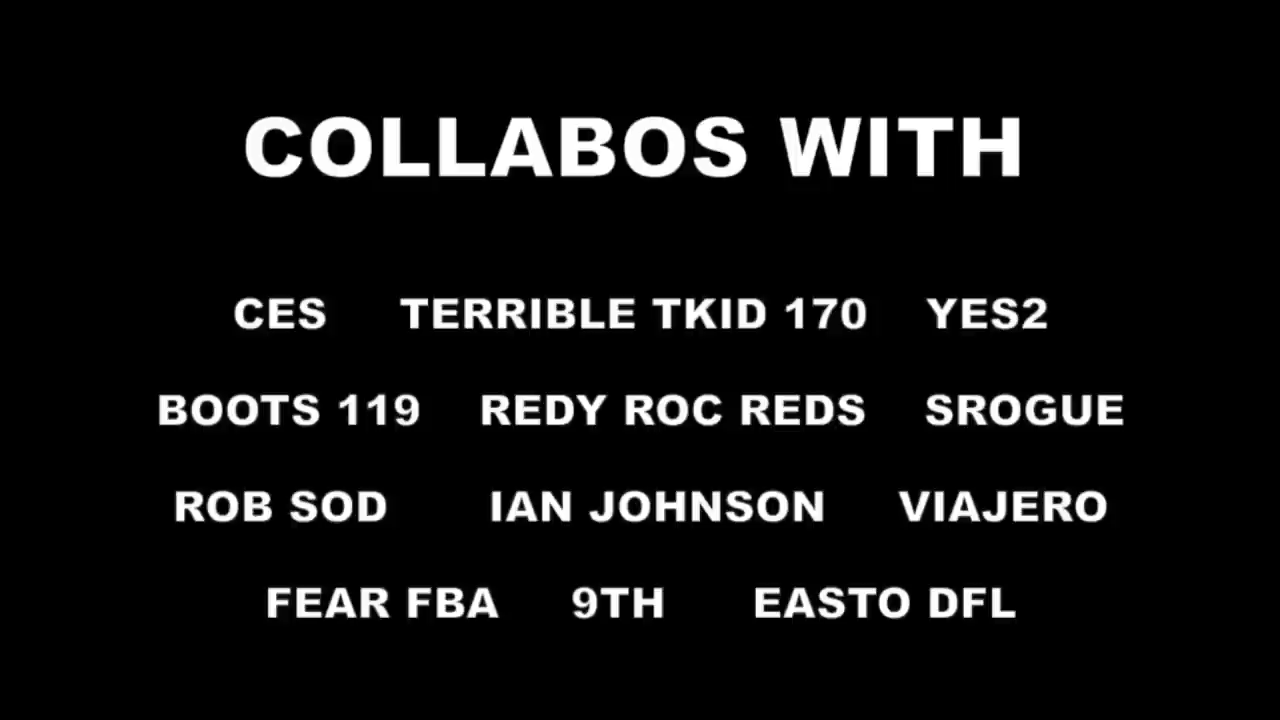 COLLABOS WITH
CES TERRIBLE TKID 170 YES2
BOOTS 119 REDY ROC REDS SROGUE
ROB SOD IAN JOHNSON VIAJERO
FEAR FBA 9TH EASTO DFL